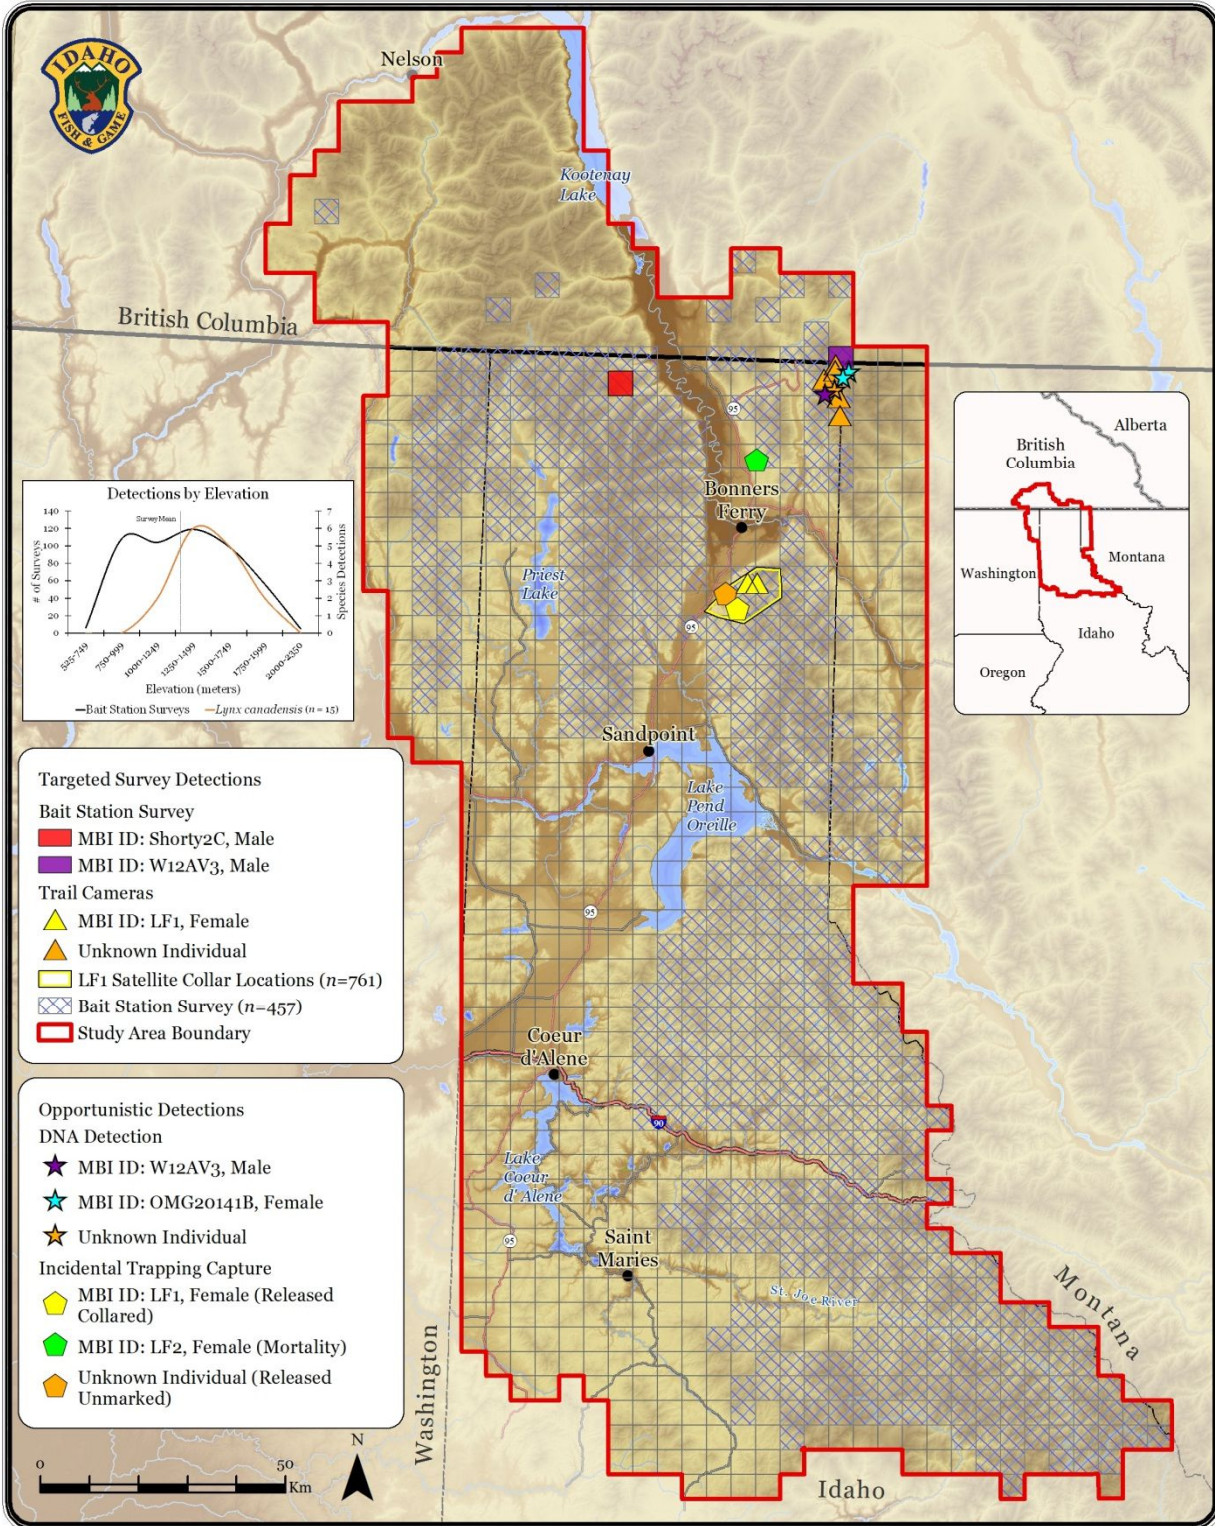 IDAHO
FISH & GAME
Nelson
Kootenay
Lake
British Columbia
95
Bonners
Ferry
Priest
Lake
95
Sandpoint
Lake
Pend
Oreille
95
Coeur
d'Alene
90
Lake
Coeur
d' Alene
95
Saint
Maries
St. Joe River
Montana
Washington
Idaho
Alberta
British
Columbia
Washington
Montana
Idaho
Oregon
Detections by Elevation
Survey Mean
# of Surveys
140
120
100
80
60
40
20
0
Species Detections
7
6
5
4
3
2
1
0
525-749
750-999
1000-1249
1250-1499
1500-1749
1750-1999
2000-2350
Elevation (meters)
Bait Station Surveys
Lynx canadensis (n = 15)
Targeted Survey Detections
Bait Station Survey
MBI ID: Shorty2C, Male
MBI ID: W12AV3, Male
Trail Cameras
MBI ID: LF1, Female
Unknown Individual
LF1 Satellite Collar Locations (n=761)
Bait Station Survey (n=457)
Study Area Boundary
Opportunistic Detections
DNA Detection
MBI ID: W12AV3, Male
MBI ID: OMG20141B, Female
Unknown Individual
Incidental Trapping Capture
MBI ID: LF1, Female (Released
Collared)
MBI ID: LF2, Female (Mortality)
Unknown Individual (Released
Unmarked)
0
50
Km
N